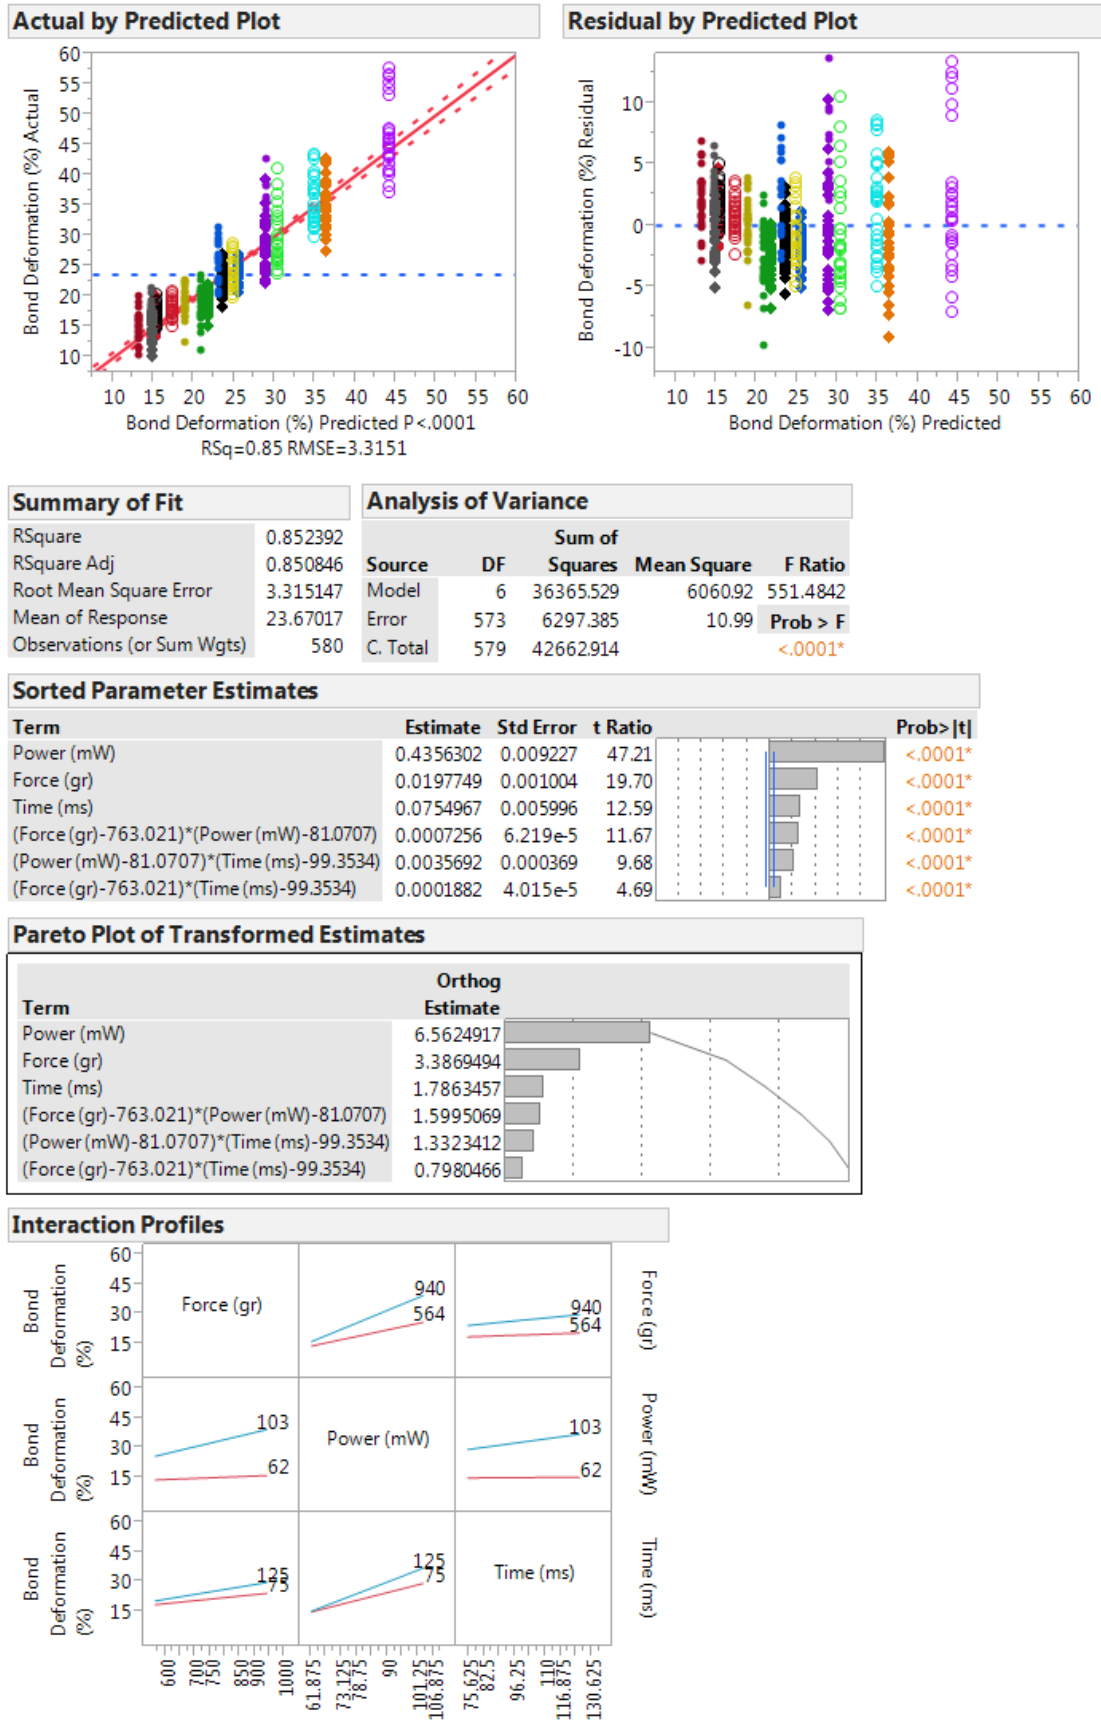 Actual by Predicted Plot
Bond Deformation (%) Actual
60
55
50
45
40
35
30
25
20
15
10
10 15 20 25 30 35 40 45 50 55 60
Bond Deformation (%) Predicted P<.0001
RSq=0.85 RMSE=3.3151
Residual by Predicted Plot
Bond Deformation (%) Residual
10
5
0
-5
-10
10 15 20 25 30 35 40 45 50 55 60
Bond Deformation (%) Predicted
Summary of Fit
RSquare 0.852392
RSquare Adj 0.850846
Root Mean Square Error 3.315147
Mean of Response 23.67017
Observations (or Sum Wgts) 580
Analysis of Variance
Sum of
Source DF Squares Mean Square F Ratio
Model 6 36365.529 6060.92 551.4842
Error 573 6297.385 10.99 Prob > F
C. Total 579 42662.914 <.0001*
Sorted Parameter Estimates
Term Estimate Std Error t Ratio Prob>|t|
Power (mW) 0.4356302 0.009227 47.21 <.0001*
Force (gr) 0.0197749 0.001004 19.70 <.0001*
Time (ms) 0.0754967 0.005996 12.59 <.0001*
(Force (gr)-763.021)*(Power (mW)-81.0707) 0.0007256 6.219e-5 11.67 <.0001*
(Power (mW)-81.0707)*(Time (ms)-99.3534) 0.0035692 0.000369 9.68 <.0001*
(Force (gr)-763.021)*(Time (ms)-99.3534) 0.0001882 4.015e-5 4.69 <.0001*
Pareto Plot of Transformed Estimates
Orthog
Term Estimate
Power (mW) 6.5624917
Force (gr) 3.3869494
Time (ms) 1.7863457
(Force (gr)-763.021)*(Power (mW)-81.0707) 1.5995069
(Power (mW)-81.0707)*(Time (ms)-99.3534) 1.3323412
(Force (gr)-763.021)*(Time (ms)-99.3534) 0.7980466
Interaction Profiles
Bond
Deformation
(%)
60
45
30
15
Force (gr)
940
564
940
564
Force (gr)
Bond
Deformation
(%)
60
45
30
15
103
62
Power (mW)
103
62
Power (mW)
Bond
Deformation
(%)
60
45
30
15
125
75
125
75
Time (ms)
Time (ms)
600 700 750 850 900 1000
61.875 73.125 78.75 90 101.25 106.875
75.625 82.5 96.25 110 116.875 130.625